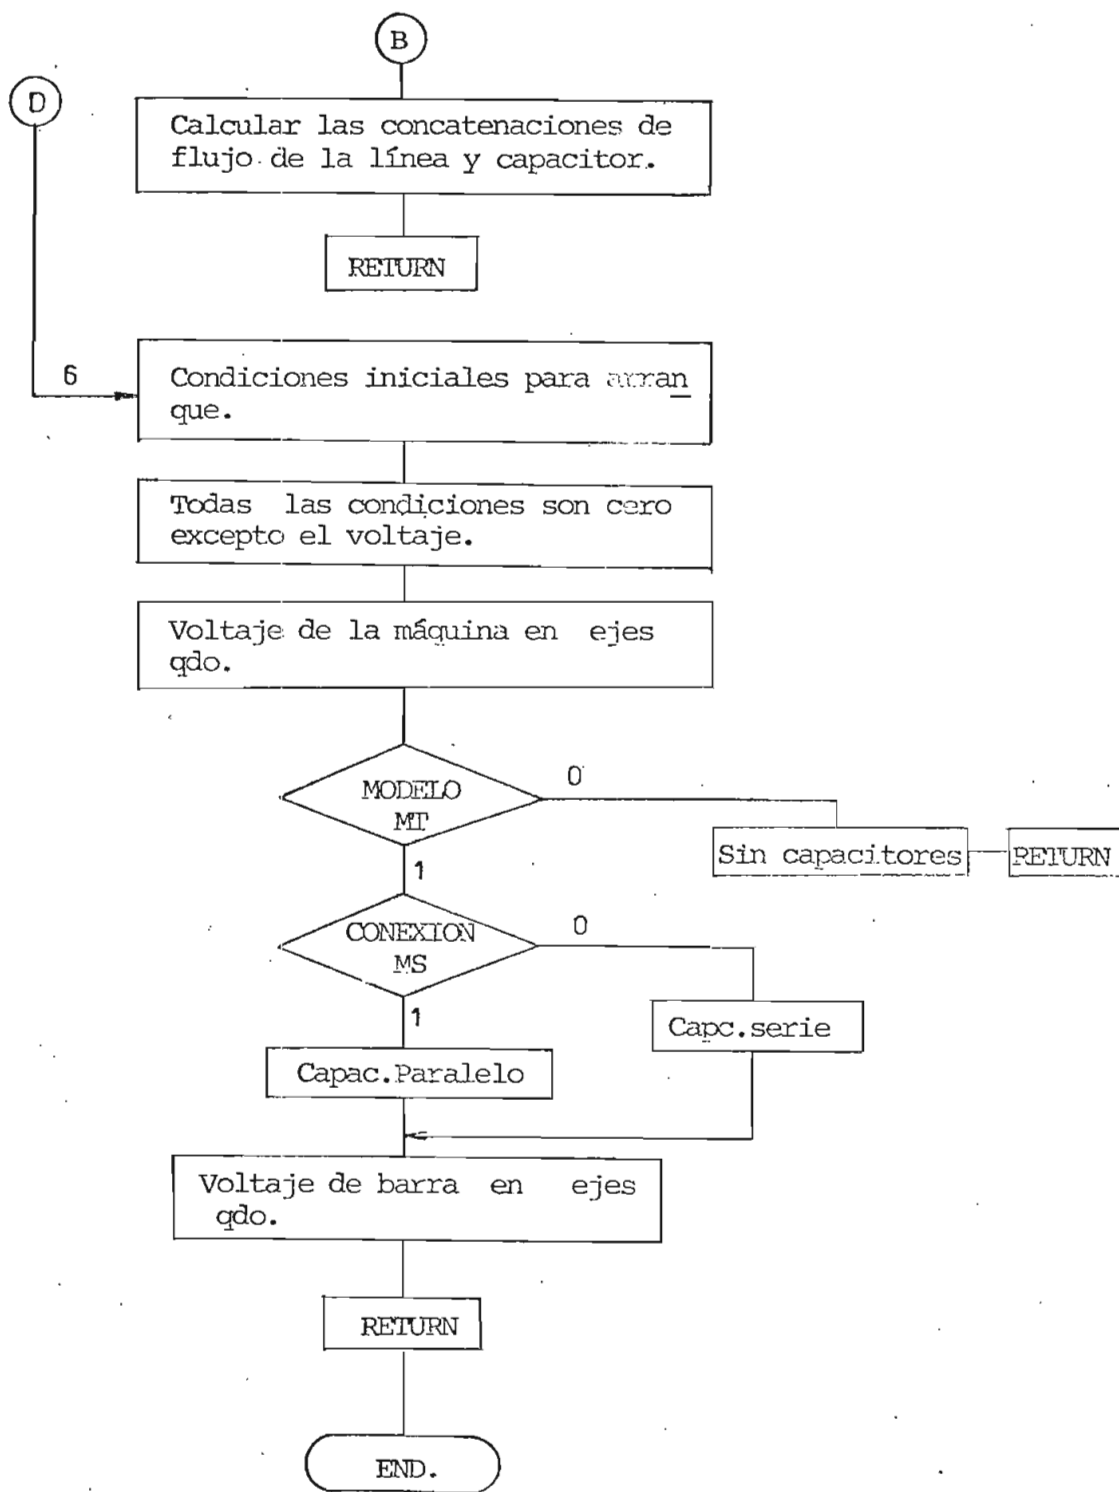 B
D
Calcular las concatenaciones de
flujo de la línea y capacitor.
RETURN
6
Condiciones iniciales para arran
que.
Todas las condiciones son cero
excepto el voltaje.
Voltaje de la máquina en ejes
qdo.
MODELO
MT
0
Sin capacitores
RETURN
1
CONEXION
MS
0
1
Capc.serie
Capac.Paralelo
Voltaje de barra en ejes
qdo.
RETURN
END.